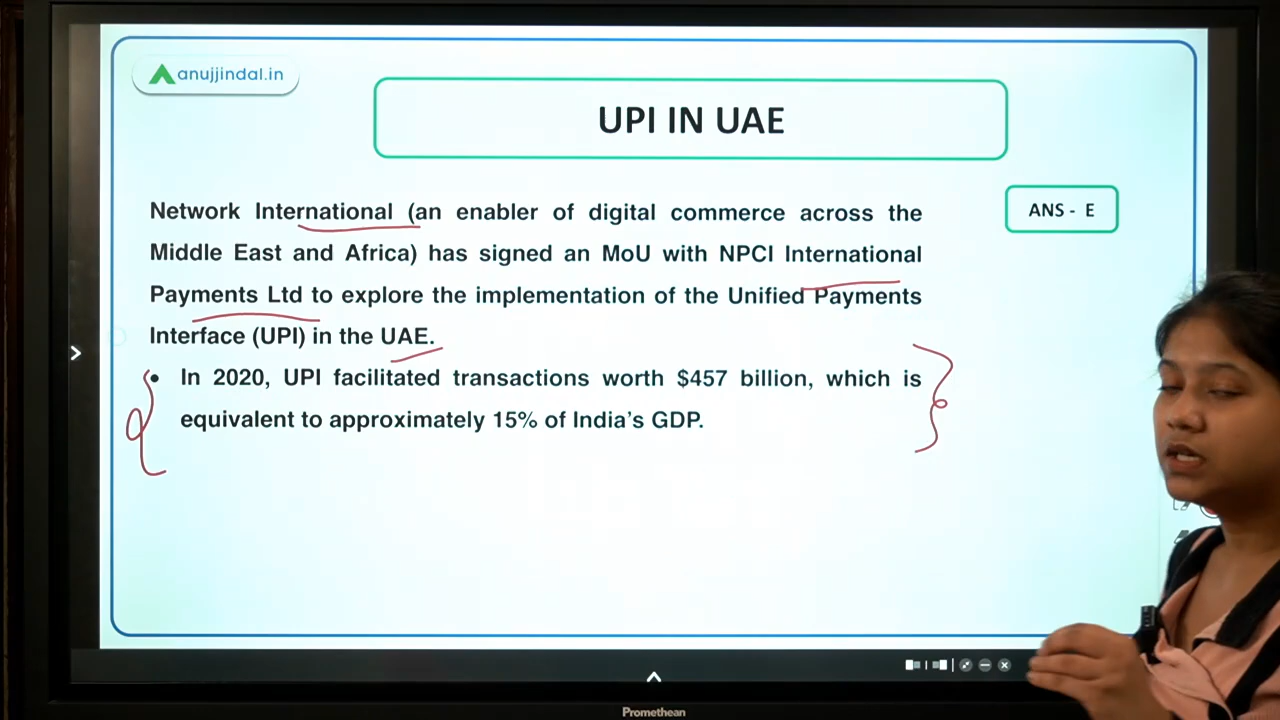 anujjindal.in
UPI IN UAE
ANS - E
Network International (an enabler of digital commerce across the
Middle East and Africa) has signed an MoU with NPCI International
Payments Ltd to explore the implementation of the Unified Payments
Interface (UPI) in the UAE.
• In 2020, UPI facilitated transactions worth $457 billion, which is
equivalent to approximately 15% of India's GDP.
Promethean